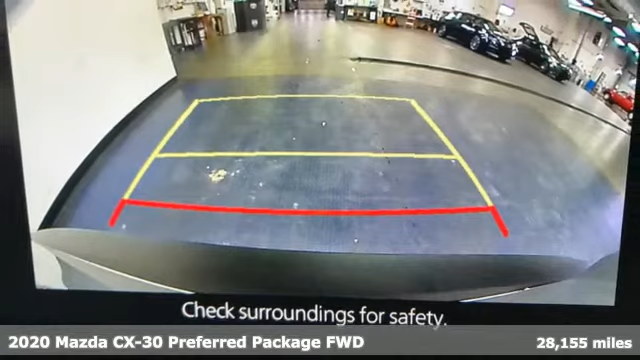 Check surroundings for safety.
2020 Mazda CX-30 Preferred Package FWD
28,155 miles